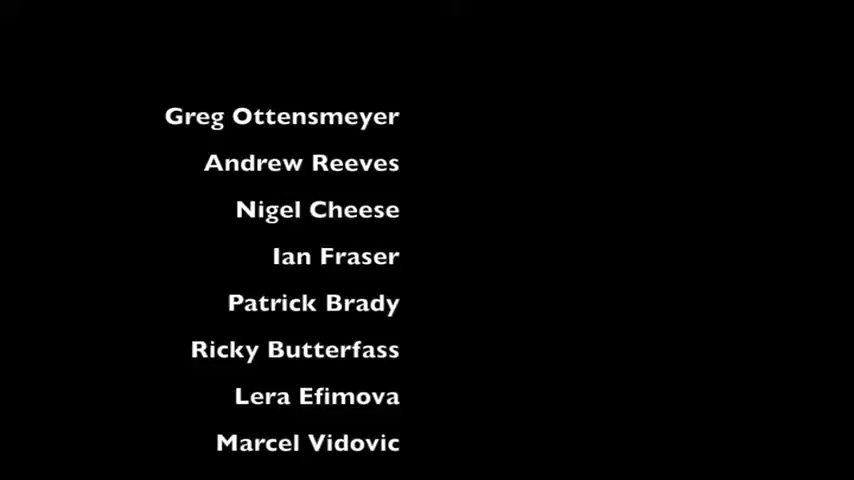 Greg Ottensmeyer
Andrew Reeves
Nigel Cheese
Ian Fraser
Patrick Brady
Ricky Butterfass
Lera Efimova
Marcel Vidovic